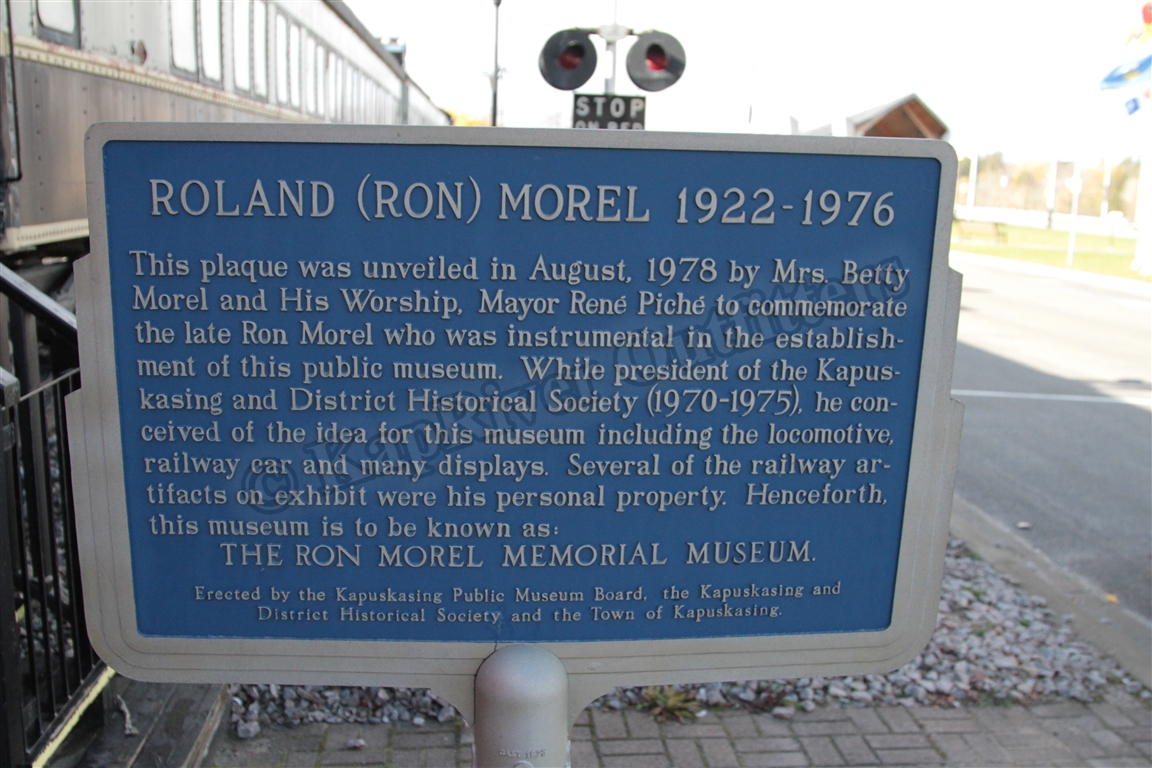 STOP
ON RED
ROLAND (RON) MOREL 1922-1976
This plaque was unveiled in August, 1978 by Mrs. Betty
Morel and His Worship, Mayor René Piché to commemorate
the late Ron Morel who was instrumental in the establish-
ment of this public museum. While president of the Kapus-
kasing and District Historical Society (1970-1975), he con-
ceived of the idea for this museum including the locomotive,
railway car and many displays. Several of the railway ar-
tifacts on exhibit were his personal property. Henceforth,
this museum is to be known as:
THE RON MOREL MEMORIAL MUSEUM.
Erected by the Kapuskasing Public Museum Board, the Kapuskasing and
District Historical Society and the Town of Kapuskasing.
© KapRiver Outfitters